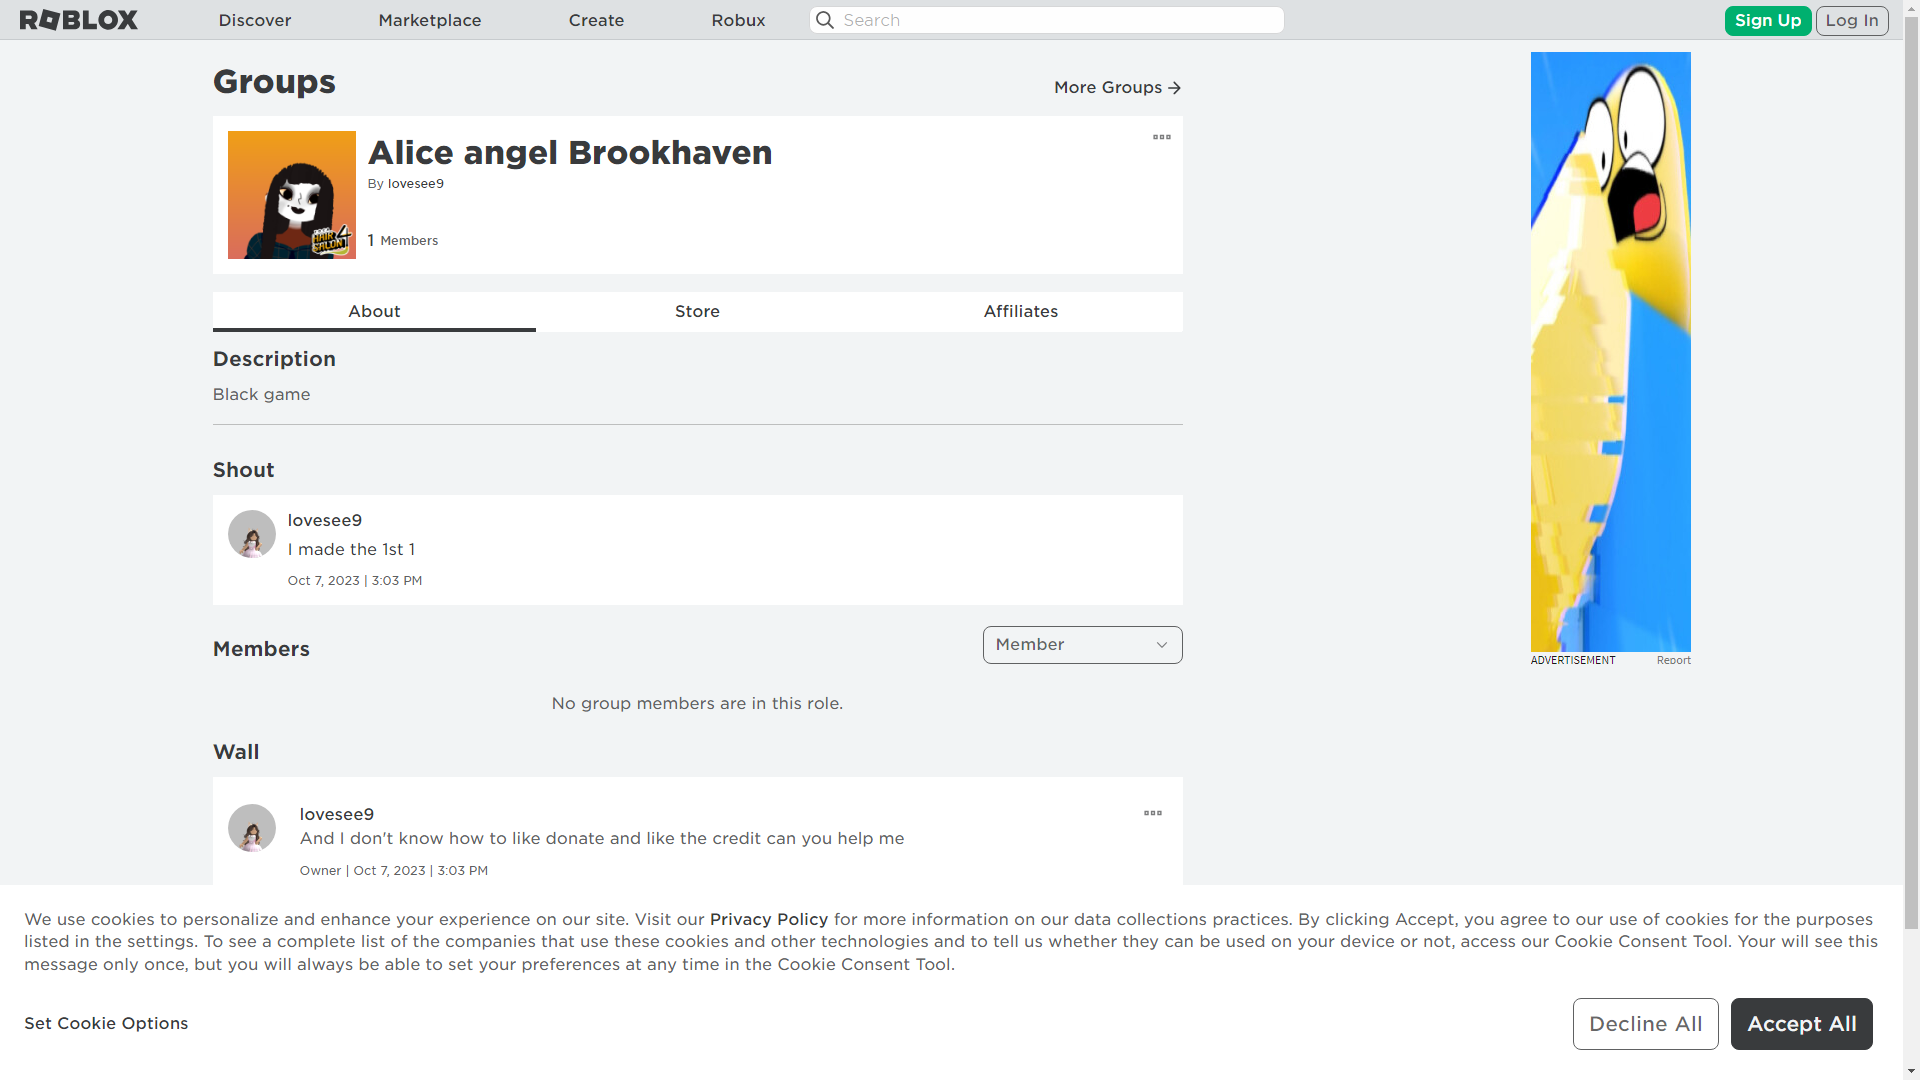 ROBLOX
Discover
Marketplace
Create
Robux
Search
Sign Up
Log In
Groups
More Groups
HAIR
SALON 4
Alice angel Brookhaven
By lovesee9
1 Members
About
Store
Affiliates
Description
Black game
Shout
lovesee9
I made the 1st 1
Oct 7, 2023 | 3:03 PM
Members
Member
No group members are in this role.
Wall
lovesee9
And I don't know how to like donate and like the credit can you help me
Owner | Oct 7, 2023 | 3:03 PM
ADVERTISEMENT
Report
We use cookies to personalize and enhance your experience on our site. Visit our Privacy Policy for more information on our data collections practices. By clicking Accept, you agree to our use of cookies for the purposes
listed in the settings. To see a complete list of the companies that use these cookies and other technologies and to tell us whether they can be used on your device or not, access our Cookie Consent Tool. Your will see this
message only once, but you will always be able to set your preferences at any time in the Cookie Consent Tool.
Set Cookie Options
Decline All
Accept All